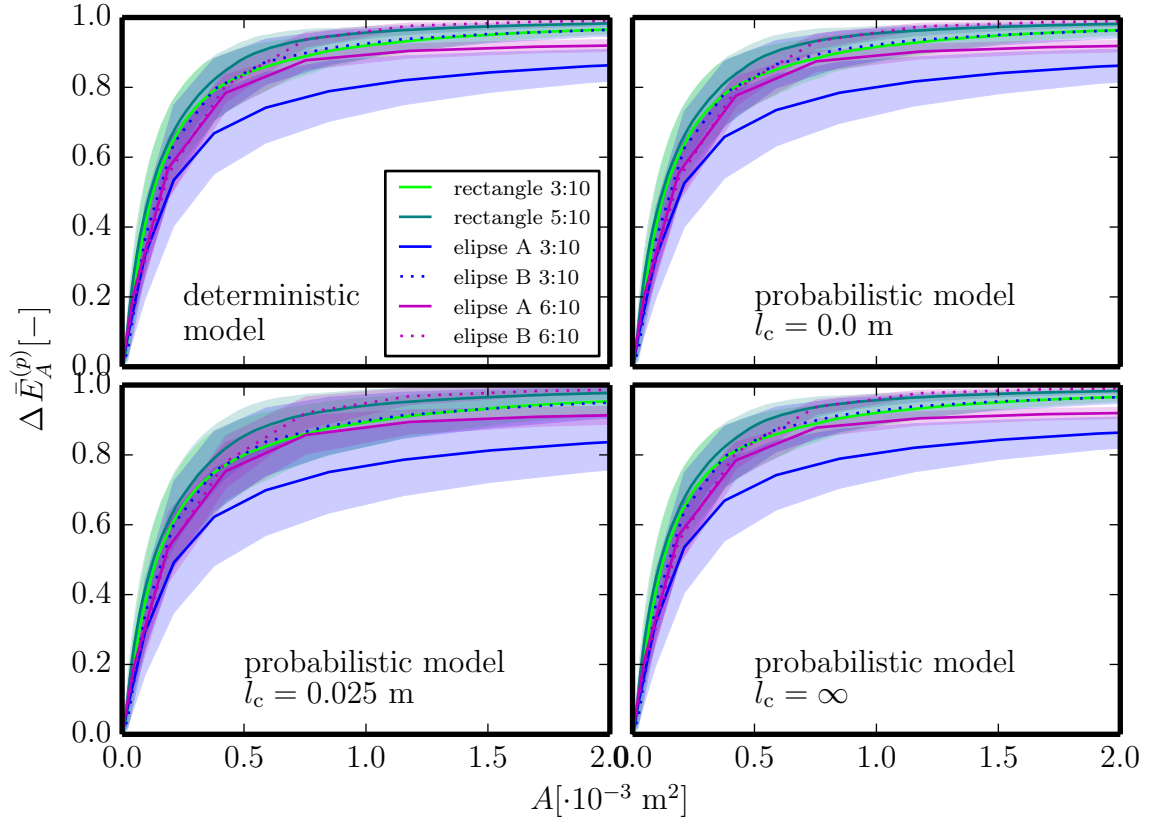 1.0
0.8
0.6
0.4
0.2
0.0
rectangle 3:10
rectangle 5:10
elipse A 3:10
elipse B 3:10
elipse A 6:10
elipse B 6:10
deterministic
model
probabilistic model
l_c = 0.0 m
Δ Ē_A^(p) [−]
1.0
0.8
0.6
0.4
0.2
0.0
probabilistic model
l_c = 0.025 m
probabilistic model
l_c = ∞
0.0 0.5 1.0 1.5 2.0 0.0 0.5 1.0 1.5 2.0
A[·10⁻³ m²]